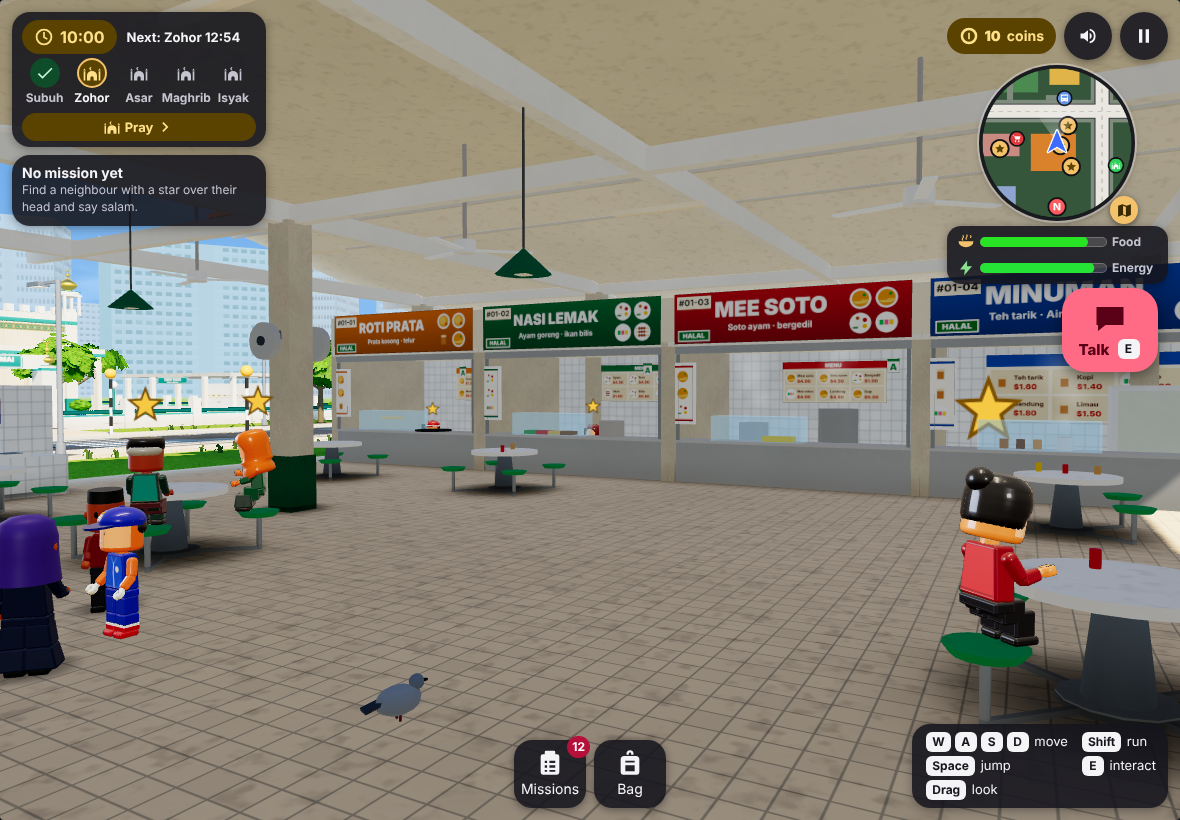 10:00
Next: Zohor 12:54
Subuh
Zohor
Asar
Maghrib
Isyak
Pray
No mission yet
Find a neighbour with a star over their
head and say salam.
10 coins
N
Food
Energy
Talk E
#01-01
ROTI PRATA
Prata kosong · telur
HALAL
#01-02
NASI LEMAK
Ayam goreng · ikan bilis
HALAL
MENU
A
#01-03
MEE SOTO
Soto ayam · bergedil
HALAL
MENU
A
#01-04
MINUMAN
Teh tarik
HALAL
Teh tarik
$1.60
Kopi
$1.40
$1.80
Limau
$1.50
12
Missions
Bag
W A S D move
Shift run
Space jump
E interact
Drag look